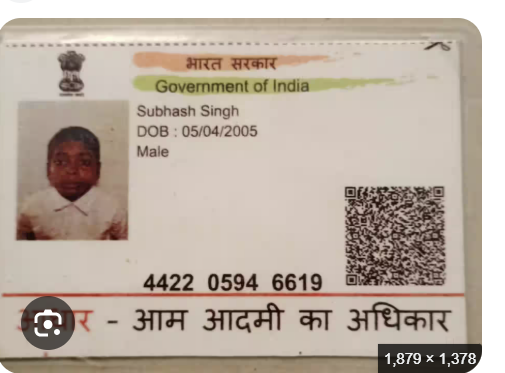 भारत सरकार
Government of India
Subhash Singh
DOB : 05/04/2005
Male
4422 0594 6619
- आम आदमी का अधिकार
1,879 × 1,378